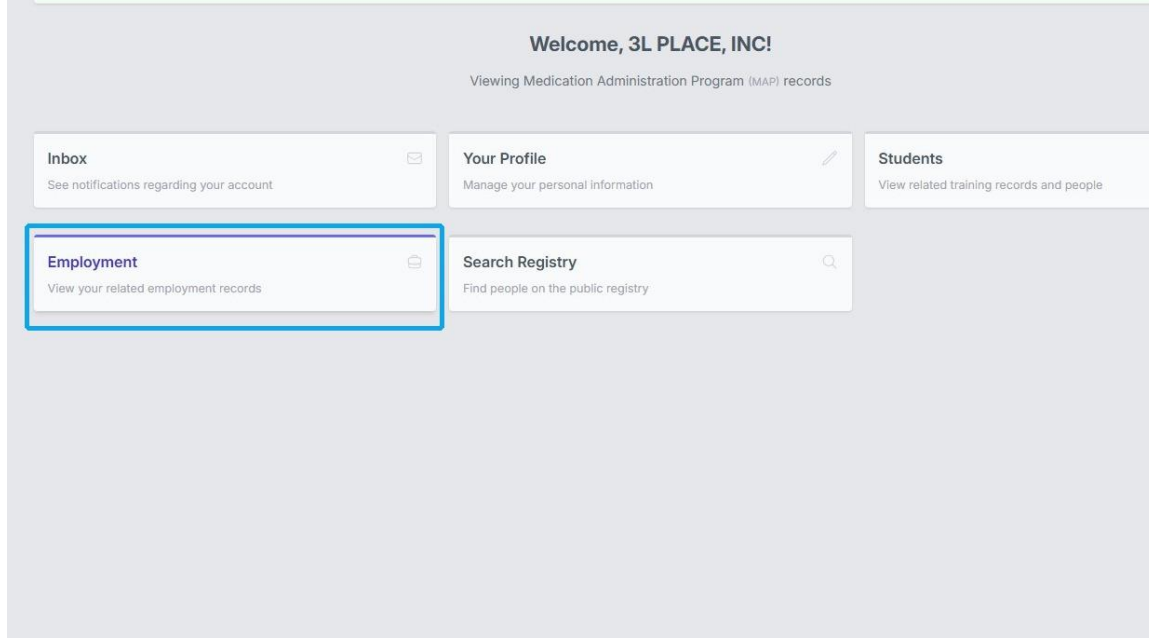 Welcome, 3L PLACE, INC!
Viewing Medication Administration Program (MAP) records
Inbox
See notifications regarding your account
Your Profile
Manage your personal information
Students
View related training records and people
Employment
View your related employment records
Search Registry
Find people on the public registry